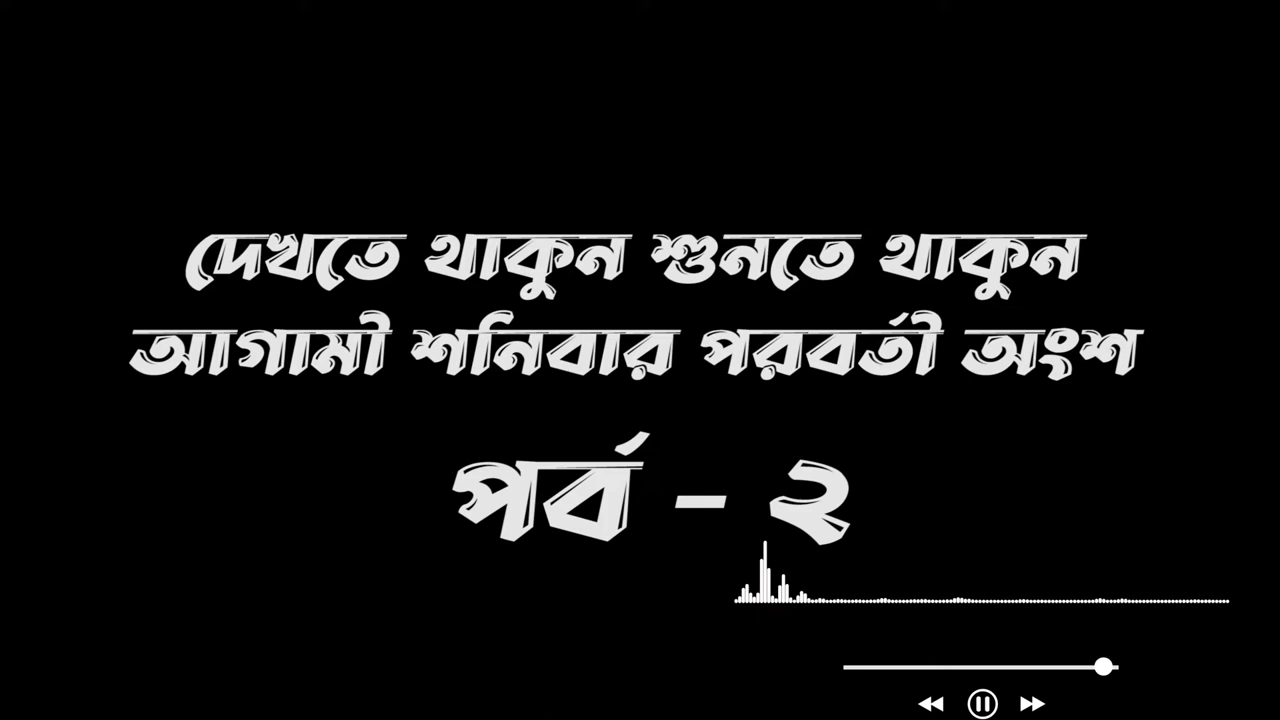 দেখতে থাকুন শুনতে থাকুন
আগামী শনিবার পরবর্তী অংশ
পর্ব - ২